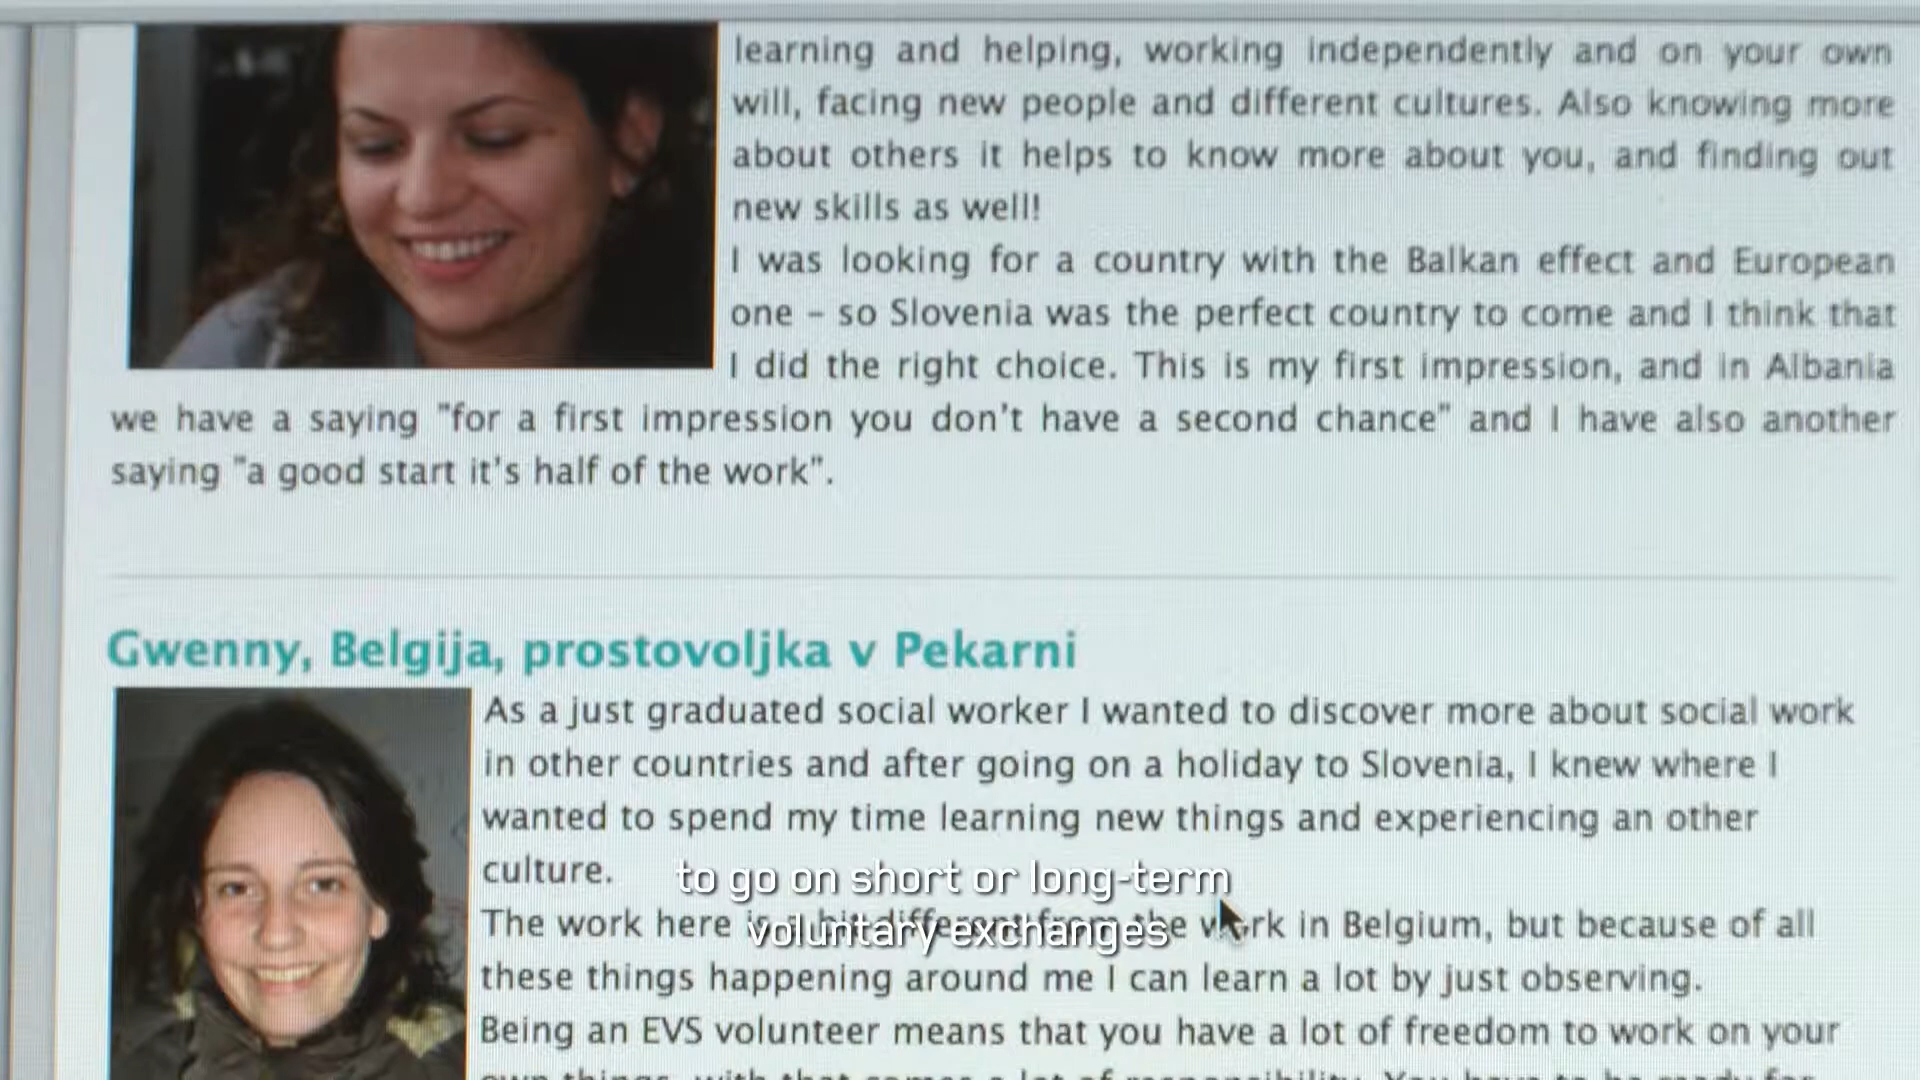 learning and helping, working independently and on your own
will, facing new people and different cultures. Also knowing more
about others it helps to know more about you, and finding out
new skills as well!
I was looking for a country with the Balkan effect and European
one – so Slovenia was the perfect country to come and I think that
I did the right choice. This is my first impression, and in Albania
we have a saying "for a first impression you don't have a second chance" and I have also another
saying "a good start it's half of the work".
Gwenny, Belgija, prostovoljka v Pekarni
As a just graduated social worker I wanted to discover more about social work
in other countries and after going on a holiday to Slovenia, I knew where I
wanted to spend my time learning new things and experiencing an other
culture.
The work here is a bit different from the work in Belgium, but because of all
these things happening around me I can learn a lot by just observing.
Being an EVS volunteer means that you have a lot of freedom to work on your
to go on short or long-term
voluntary exchanges